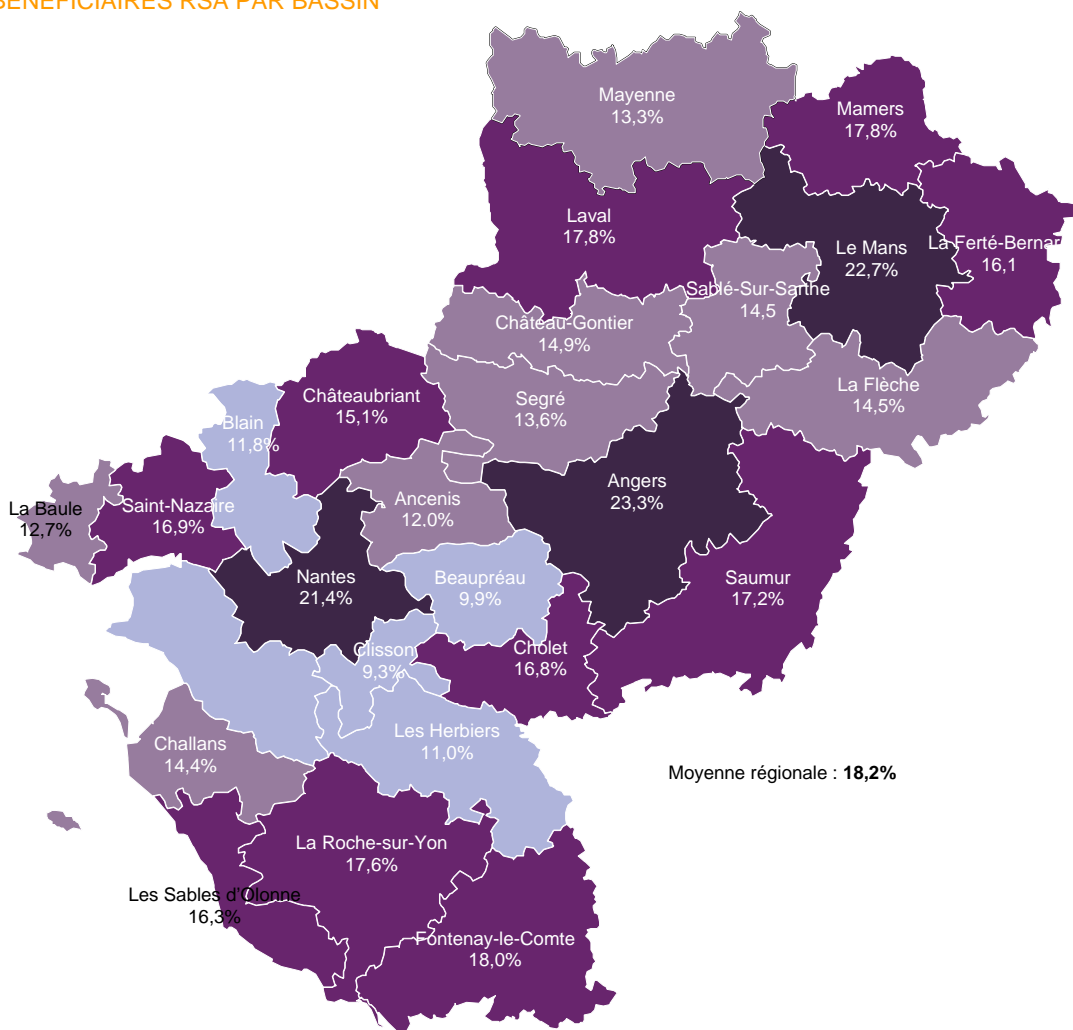 BÉNÉFICIAIRES RSA PAR BASSIN
Mayenne
13,3%
Mamers
17,8%
Laval
17,8%
Le Mans
22,7%
La Ferté-Bernar
16,1
Sablé-Sur-Sarthe
14,5
Château-Gontier
14,9%
La Flèche
14,5%
Châteaubriant
15,1%
Segré
13,6%
Blain
11,8%
Angers
23,3%
Ancenis
12.0%
La Baule
12,7%
Saint-Nazaire
16,9%
Nantes
21,4%
Beaupréau
9,9%
Saumur
17,2%
Clisson
9,3%
Cholet
16,8%
Les Herbiers
11,0%
Challans
14,4%
Moyenne régionale : 18,2%
La Roche-sur-Yon
17,6%
Les Sables d'Olonne
16,3%
Fontenay-le-Comte
18,0%